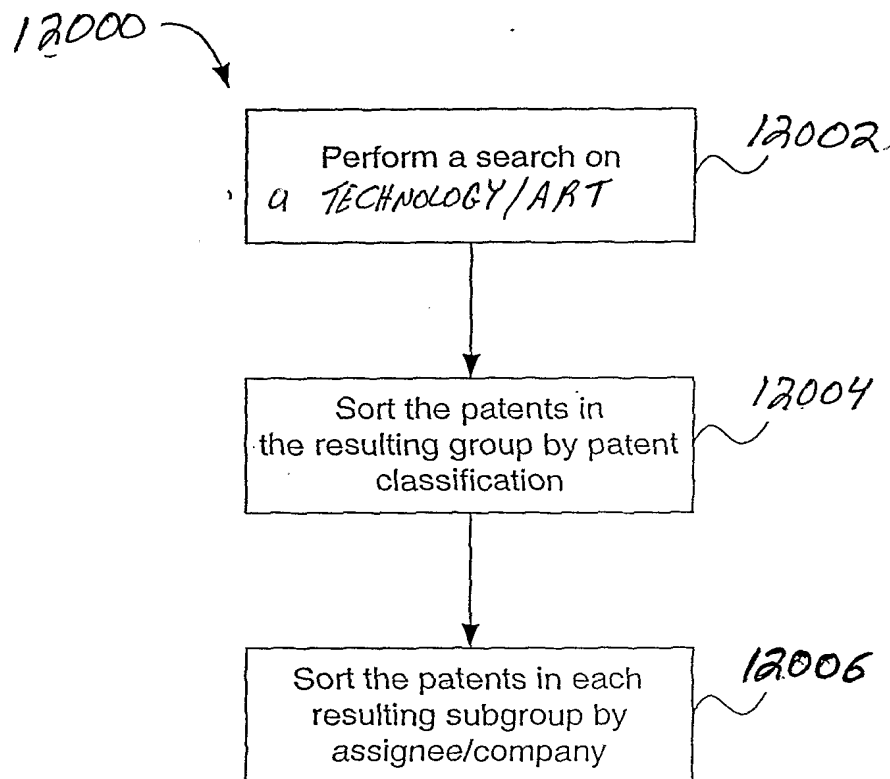 12000
Perform a search on
a TECHNOLOGY/ART
12002
Sort the patents in
the resulting group by patent
classification
12004
Sort the patents in each
resulting subgroup by
assignee/company
12006